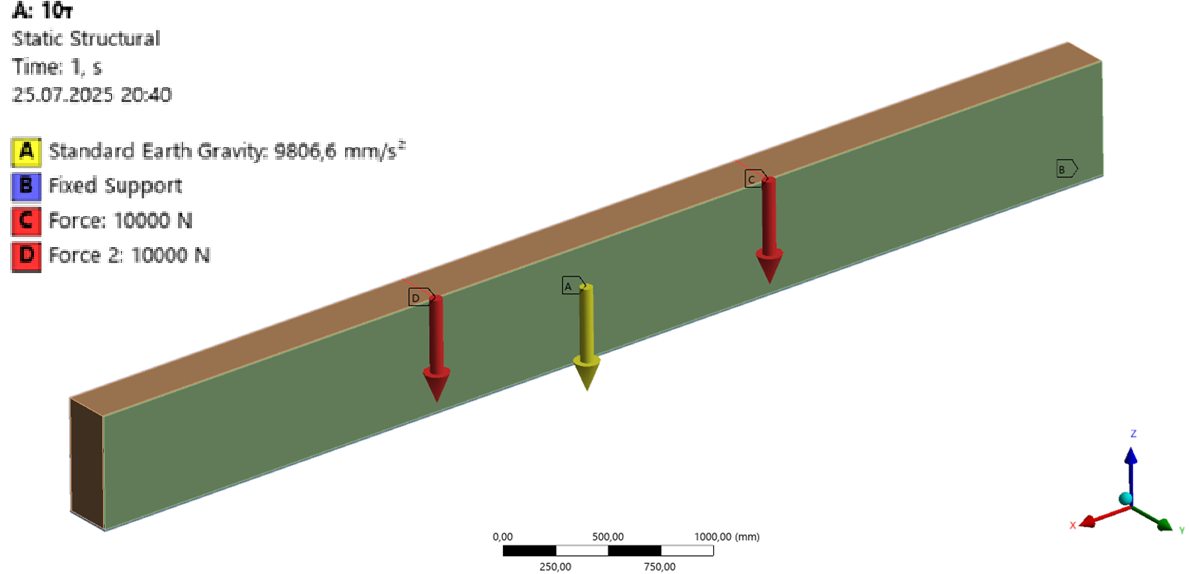 A: 10т
Static Structural
Time: 1, s
25.07.2025 20:40
A Standard Earth Gravity: 9806,6 mm/s²
B Fixed Support
C Force: 10000 N
D Force 2: 10000 N
C
B
A
D
Z
X
Y
0,00 500,00 1000,00 (mm)
250,00 750,00